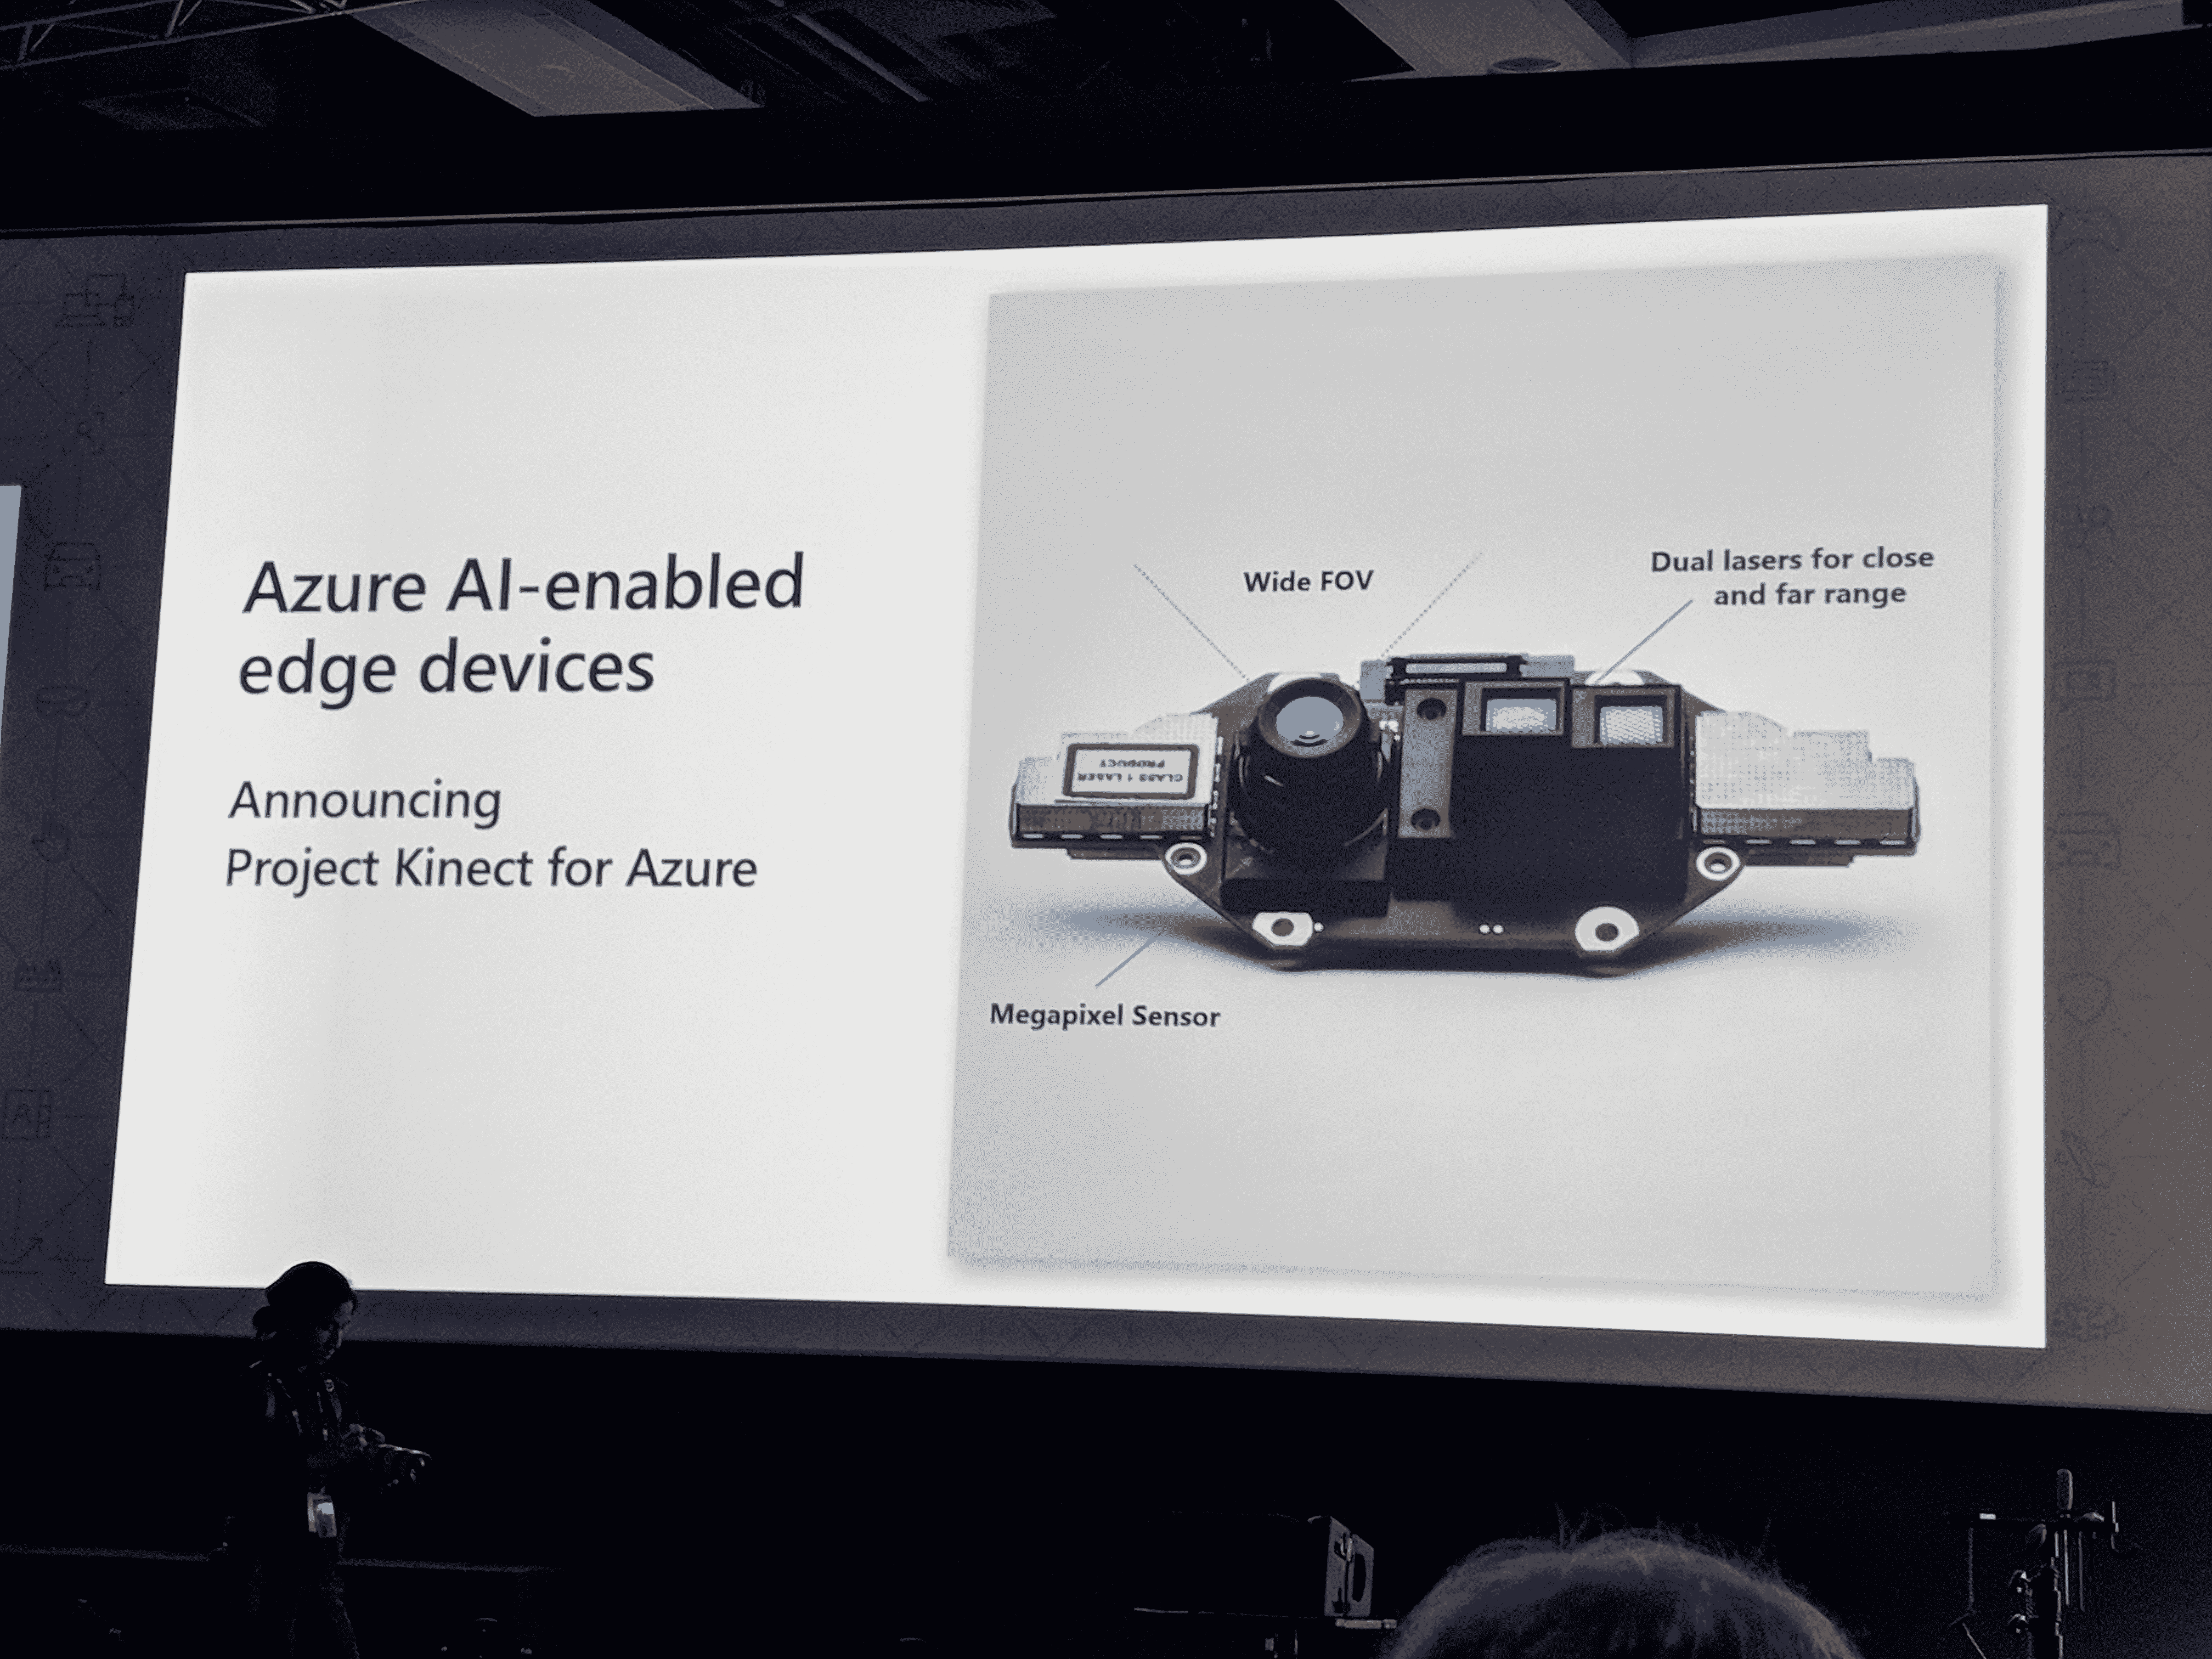 Azure AI-enabled
edge devices
Announcing
Project Kinect for Azure
Wide FOV
Dual lasers for close
and far range
CLASS 1 LASER
PRODUCT
Megapixel Sensor